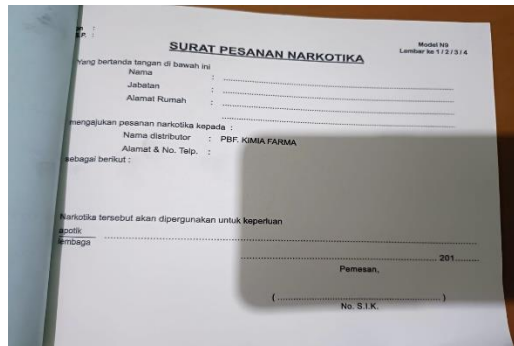 S.P. :
SURAT PESANAN NARKOTIKA
Model N9
Lembar ke 1 / 2 / 3 / 4
Yang bertanda tangan di bawah ini
Nama :
Jabatan :
Alamat Rumah :
mengajukan pesanan narkotika kepada :
Nama distributor : PBF. KIMIA FARMA
Alamat & No. Telp. :
sebagai berikut :
Narkotika tersebut akan dipergunakan untuk keperluan
apotik
lembaga
201
Pemesan,
( )
No. S.I.K.